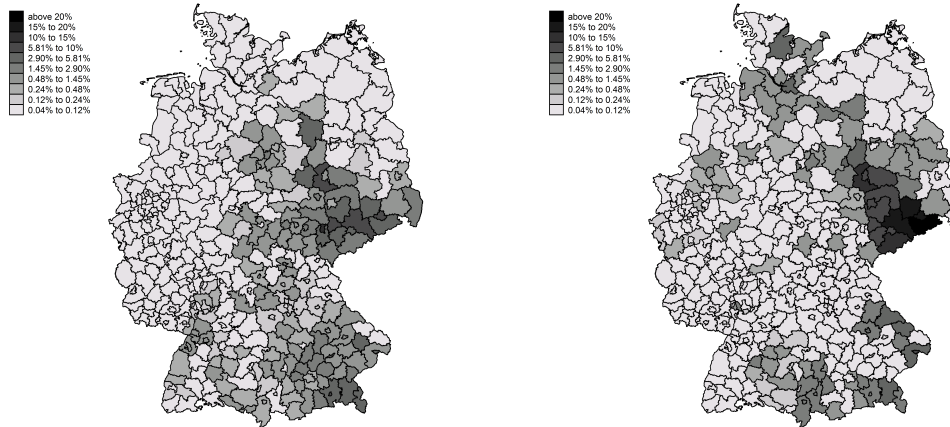 above 20%
15% to 20%
10% to 15%
5.81% to 10%
2.90% to 5.81%
1.45% to 2.90%
0.48% to 1.45%
0.24% to 0.48%
0.12% to 0.24%
0.04% to 0.12%
above 20%
15% to 20%
10% to 15%
5.81% to 10%
2.90% to 5.81%
1.45% to 2.90%
0.48% to 1.45%
0.24% to 0.48%
0.12% to 0.24%
0.04% to 0.12%